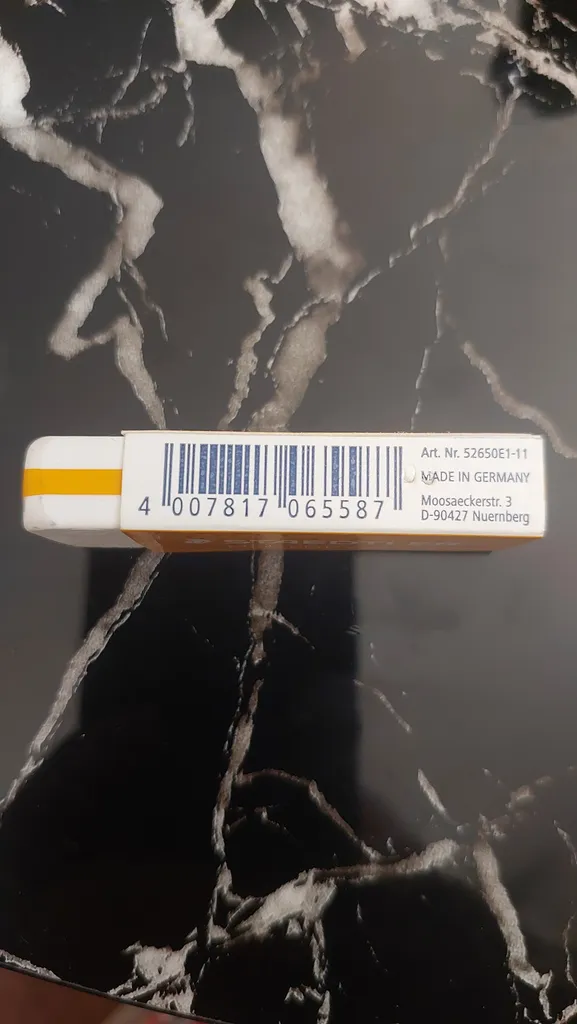 Art. Nr. 52650E1-11
MADE IN GERMANY
Moosaeckerstr. 3
D-90427 Nuernberg
4 007817 065587